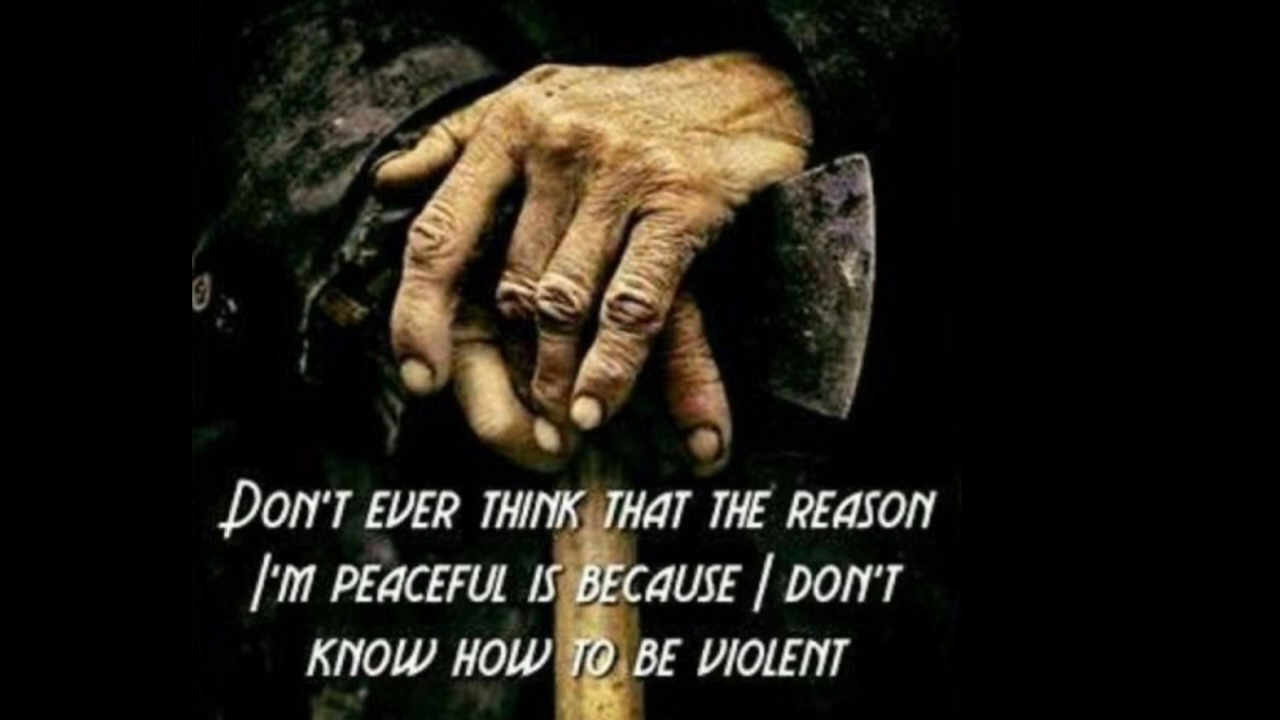 Don't ever think that the reason
I'm peaceful is because I don't
know how to be violent